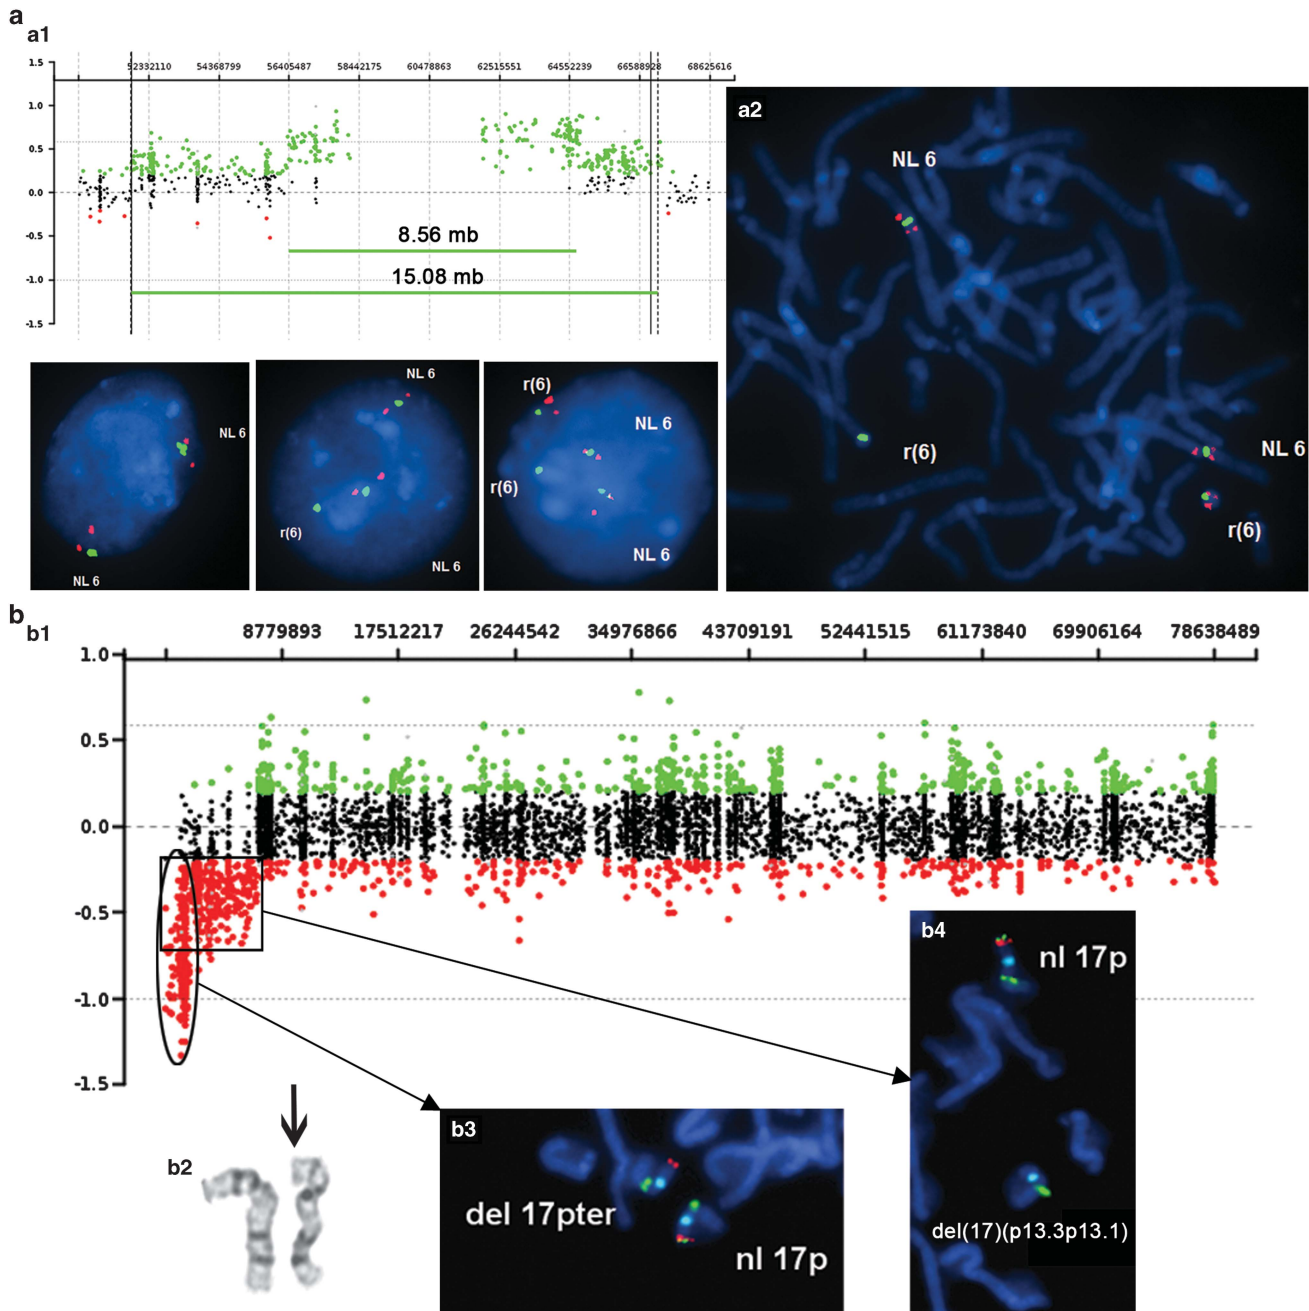 a
a1
52332110 54368799 56405487 58442175 60478863 62515551 64552239 66588928 68625616
1.5
1.0
0.5
0.0
-0.5
-1.0
-1.5
8.56 mb
15.08 mb
a2
NL 6
r(6)
NL 6
r(6)
NL 6
NL 6
NL 6
r(6)
NL 6
r(6)
NL 6
r(6)
NL 6
b
b1
8779893 17512217 26244542 34976866 43709191 52441515 61173840 69906164 78638489
1.0
0.5
0.0
-0.5
-1.0
-1.5
b2
b3
del 17pter
nl 17p
b4
nl 17p
del(17)(p13.3p13.1)